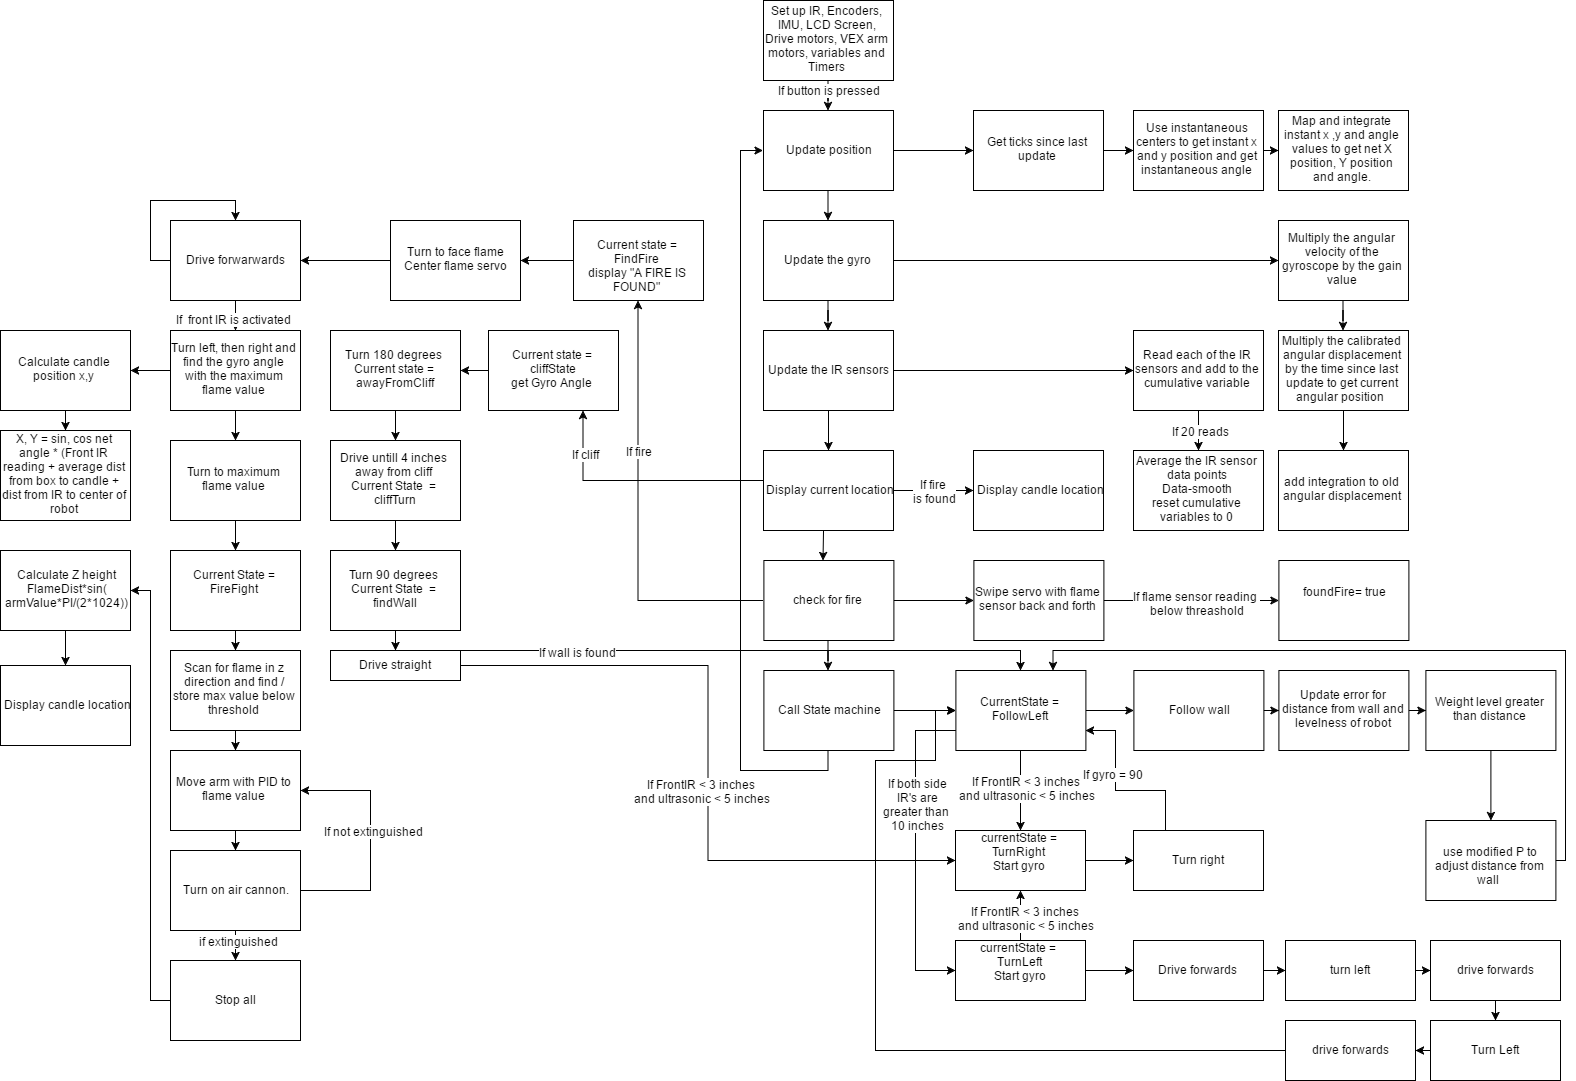 Set up IR, Encoders,
IMU, LCD Screen,
Drive motors, VEX arm
motors, variables and
Timers
If button is pressed
Update position
Get ticks since last
update
Use instantaneous
centers to get instant x
and y position and get
instantaneous angle
Map and integrate
instant x ,y and angle
values to get net X
position, Y position
and angle.
Drive forwarwards
Turn to face flame
Center flame servo
Current state =
FindFire
display "A FIRE IS
FOUND"
Update the gyro
Multiply the angular
velocity of the
gyroscope by the gain
value
If  front IR is activated
Calculate candle
position x,y
Turn left, then right and
find the gyro angle
with the maximum
flame value
Turn 180 degrees
Current state =
awayFromCliff
Current state =
cliffState
get Gyro Angle
Update the IR sensors
Read each of the IR
sensors and add to the
cumulative variable
Multiply the calibrated
angular displacement
by the time since last
update to get current
angular position
If 20 reads
X, Y = sin, cos net
angle * (Front IR
reading + average dist
from box to candle +
dist from IR to center of
robot
Turn to maximum
flame value
Drive untill 4 inches
away from cliff
Current State  =
cliffTurn
If cliff
If fire
Display current location
If fire
is found
Display candle location
Average the IR sensor
data points
Data-smooth
reset cumulative
variables to 0
add integration to old
angular displacement
Calculate Z height
FlameDist*sin(
armValue*PI/(2*1024))
Current State =
FireFight
Turn 90 degrees
Current State  =
findWall
check for fire
Swipe servo with flame
sensor back and forth
If flame sensor reading
below threashold
foundFire= true
Display candle location
Scan for flame in z
direction and find /
store max value below
threshold
Drive straight
If wall is found
Call State machine
CurrentState =
FollowLeft
Follow wall
Update error for
distance from wall and
levelness of robot
Weight level greater
than distance
Move arm with PID to
flame value
If not extinguished
If FrontIR < 3 inches
and ultrasonic < 5 inches
If both side
IR's are
greater than
10 inches
If FrontIR < 3 inches
and ultrasonic < 5 inches
If gyro = 90
Turn on air cannon.
currentState =
TurnRight
Start gyro
Turn right
use modified P to
adjust distance from
wall
If FrontIR < 3 inches
and ultrasonic < 5 inches
if extinguished
Stop all
currentState =
TurnLeft
Start gyro
Drive forwards
turn left
drive forwards
drive forwards
Turn Left